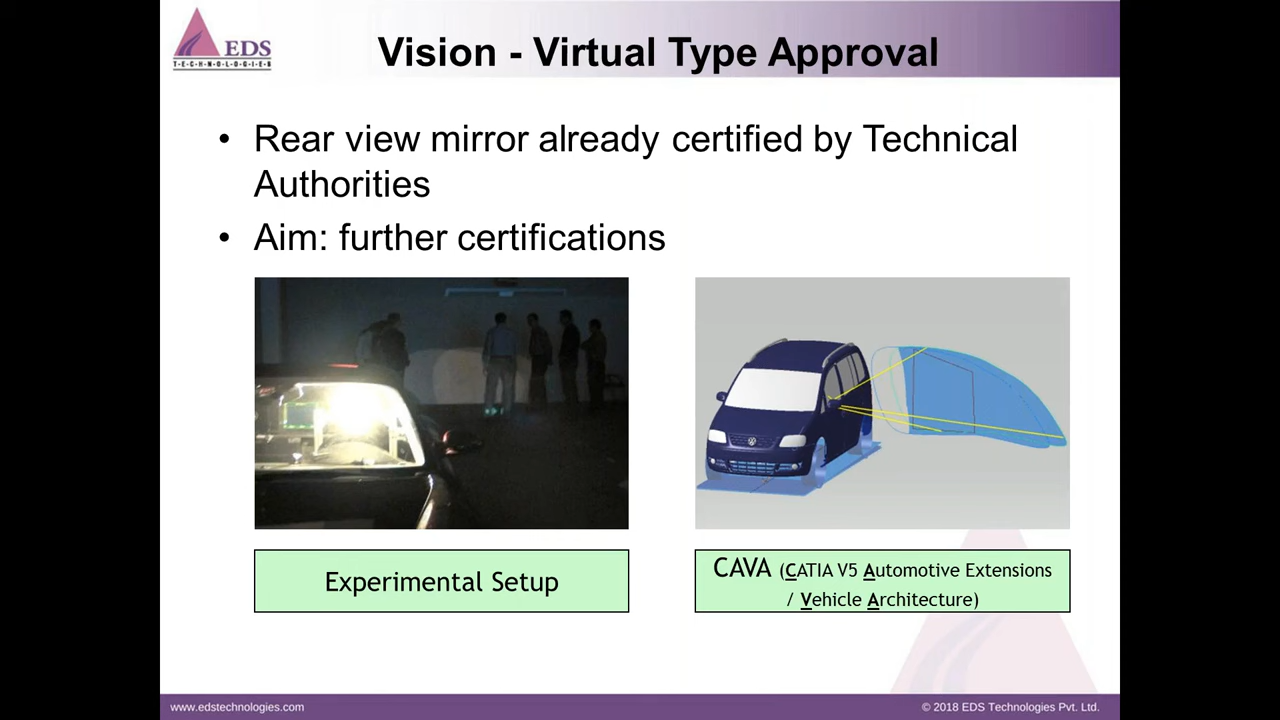 EDS
T·E·C·H·N·O·L·O·G·I·E·S
Vision - Virtual Type Approval
• Rear view mirror already certified by Technical
Authorities
• Aim: further certifications
Experimental Setup
CAVA (CATIA V5 Automotive Extensions
/ Vehicle Architecture)
www.edstechnologies.com
© 2018 EDS Technologies Pvt. Ltd.